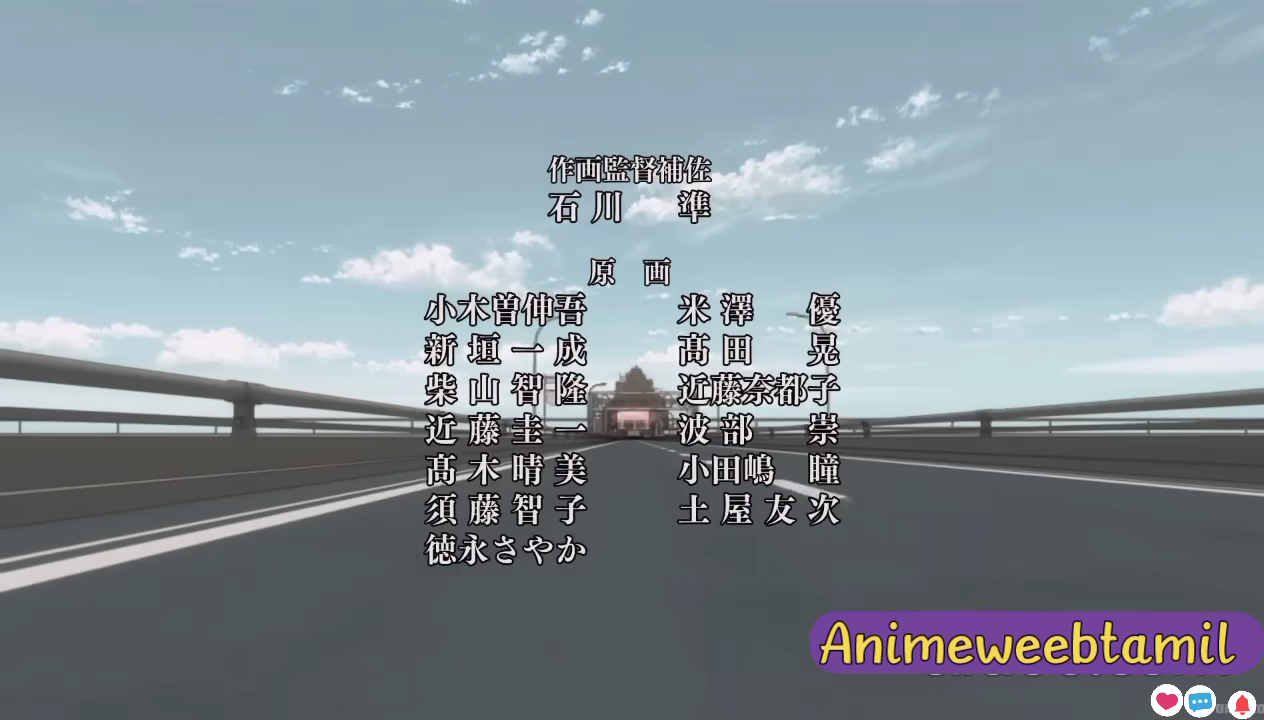 作画監督補佐
石川 準
原 画
小木曽伸吾 米澤 優
新垣一成 髙田 晃
柴山智隆 近藤奈都子
近藤圭一 波部 崇
髙木晴美 小田嶋 瞳
須藤智子 土屋友次
徳永さやか
Animeweebtamil